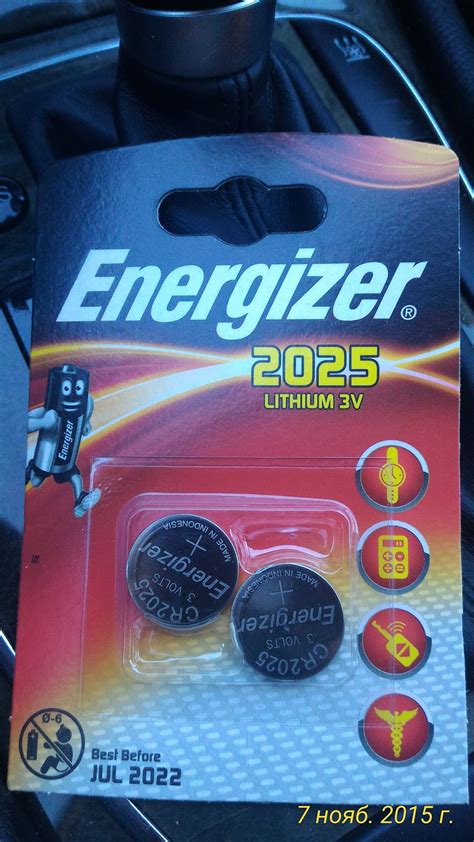 Energizer®
2025
LITHIUM 3V
Energizer
MADE IN INDONESIA
+
Energizer
3 VOLTS
CR2025
MADE IN INDONESIA
+
Energizer
3 VOLTS
CR2025
Ø-6
Best Before
JUL 2022
7 нояб. 2015 г.